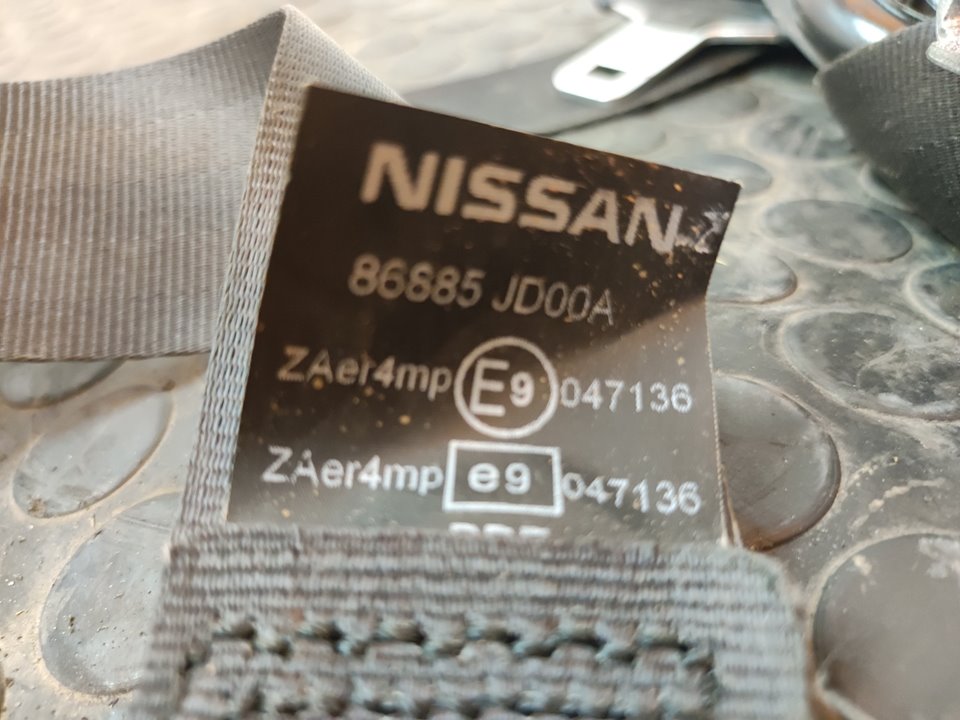 NISSAN
86885 JD00A
ZAer4mp E9 047136
ZAer4mp e9 047136